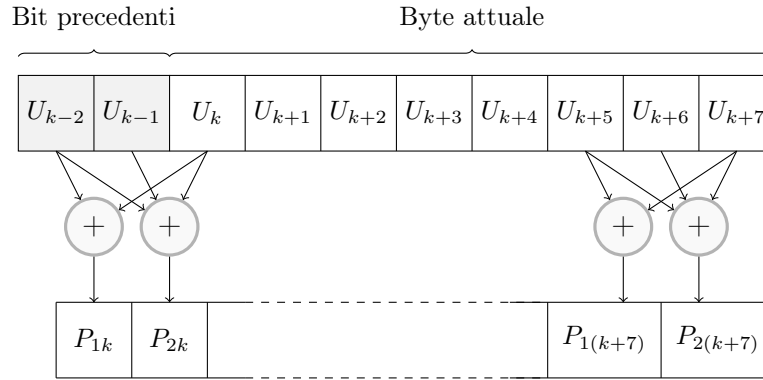 Bit precedenti Byte attuale
U_{k−2} U_{k−1} U_k U_{k+1} U_{k+2} U_{k+3} U_{k+4} U_{k+5} U_{k+6} U_{k+7}
+ + + +
P_{1k} P_{2k} P_{1(k+7)} P_{2(k+7)}